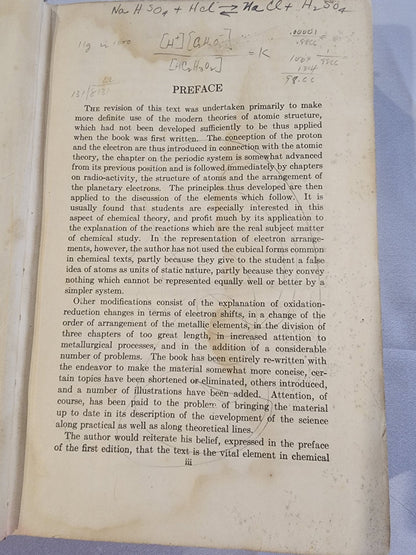 NaHSO4 + HCl ⇌ NaCl + H2SO4
[H+][C2H3O2-]
= K
[HC2H3O2]
.00001
PREFACE
THE revision of this text was undertaken primarily to make
more definite use of the modern theories of atomic structure,
which had not been developed sufficiently to be thus applied
when the book was first written. The conception of the proton
and the electron are thus introduced in connection with the atomic
theory, the chapter on the periodic system is somewhat advanced
from its previous position and is followed immediately by chapters
on radio-activity, the structure of atoms and the arrangement of
the planetary electrons. The principles thus developed are then
applied to the discussion of the elements which follow. It is
usually found that students are especially interested in this
aspect of chemical theory, and profit much by its application to
the explanation of the reactions which are the real subject matter
of chemical study. In the representation of electron arrange-
ments, however, the author has not used the cubical forms common
in chemical texts, partly because they give to the student a false
idea of atoms as units of static nature, partly because they convey
nothing which cannot be represented equally well or better by a
simpler system.
Other modifications consist of the explanation of oxidation-
reduction changes in terms of electron shifts, in a change of the
order of arrangement of the metallic elements, in the division of
three chapters of too great length, in increased attention to
metallurgical processes, and in the addition of a considerable
number of problems. The book has been entirely re-written with
the endeavor to make the material somewhat more concise, cer-
tain topics have been shortened or eliminated, others introduced,
and a number of illustrations have been added. Attention, of
course, has been paid to the problem of bringing the material
up to date in its description of the development of the science
along practical as well as along theoretical lines.
The author would reiterate his belief, expressed in the preface
of the first edition, that the text is the vital element in chemical
iii